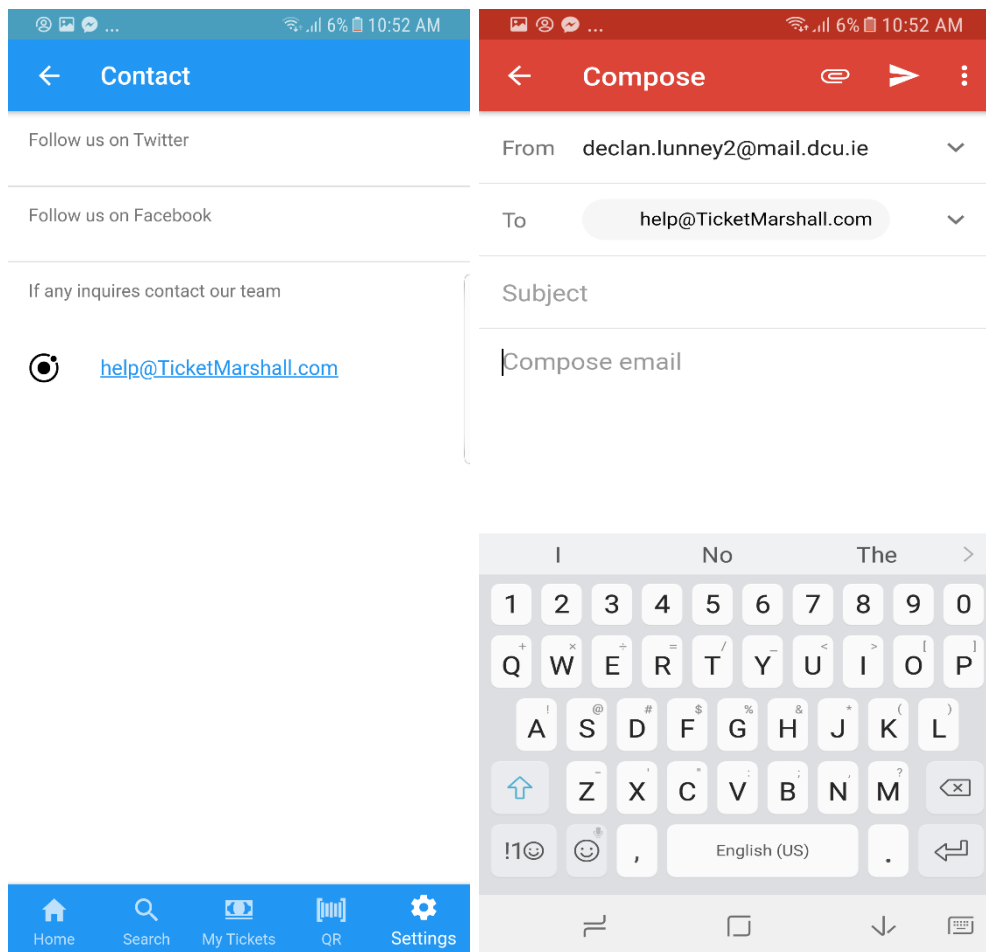 ... 6% 10:52 AM
Contact
Follow us on Twitter
Follow us on Facebook
If any inquires contact our team
help@TicketMarshall.com
Home Search My Tickets QR Settings
... 6% 10:52 AM
Compose
From declan.lunney2@mail.dcu.ie
To help@TicketMarshall.com
Subject
Compose email
I No The
1 2 3 4 5 6 7 8 9 0
+ × ÷ = / _ < > [ ]
Q W E R T Y U I O P
! @ # $ % & * ( )
A S D F G H J K L
- ' " : ; , ?
Z X C V B N M
!1☺ , English (US) .